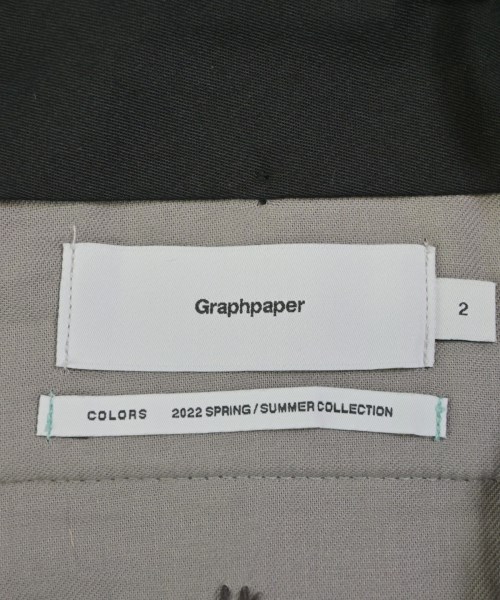 Graphpaper
2
COLORS 2022 SPRING / SUMMER COLLECTION